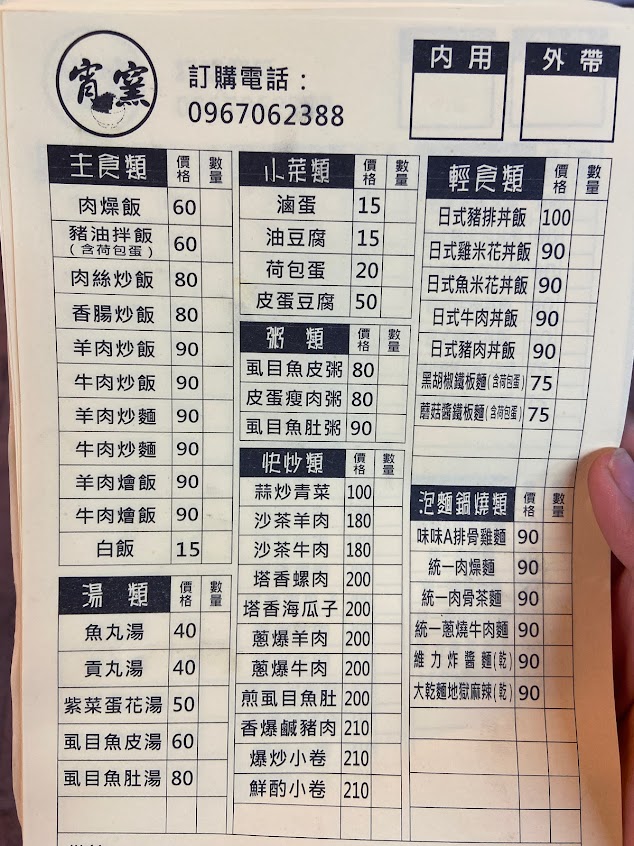 宵窯
訂購電話：
0967062388
內用
外帶
主食類 價格 數量
肉燥飯 60
豬油拌飯(含荷包蛋) 60
肉絲炒飯 80
香腸炒飯 80
羊肉炒飯 90
牛肉炒飯 90
羊肉炒麵 90
牛肉炒麵 90
羊肉燴飯 90
牛肉燴飯 90
白飯 15
湯類 價格 數量
魚丸湯 40
貢丸湯 40
紫菜蛋花湯 50
虱目魚皮湯 60
虱目魚肚湯 80
小菜類 價格 數量
滷蛋 15
油豆腐 15
荷包蛋 20
皮蛋豆腐 50
粥類 價格 數量
虱目魚皮粥 80
皮蛋瘦肉粥 80
虱目魚肚粥 90
快炒類 價格 數量
蒜炒青菜 100
沙茶羊肉 180
沙茶牛肉 180
塔香螺肉 200
塔香海瓜子 200
蔥爆羊肉 200
蔥爆牛肉 200
煎虱目魚肚 200
香爆鹹豬肉 210
爆炒小卷 210
鮮酌小卷 210
輕食類 價格 數量
日式豬排丼飯 100
日式雞米花丼飯 90
日式魚米花丼飯 90
日式牛肉丼飯 90
日式豬肉丼飯 90
黑胡椒鐵板麵(含荷包蛋) 75
蘑菇醬鐵板麵(含荷包蛋) 75
泡麵鍋燒類 價格 數量
味味A排骨雞麵 90
統一肉燥麵 90
統一肉骨茶麵 90
統一蔥燒牛肉麵 90
維力炸醬麵(乾) 90
大乾麵地獄麻辣(乾) 90